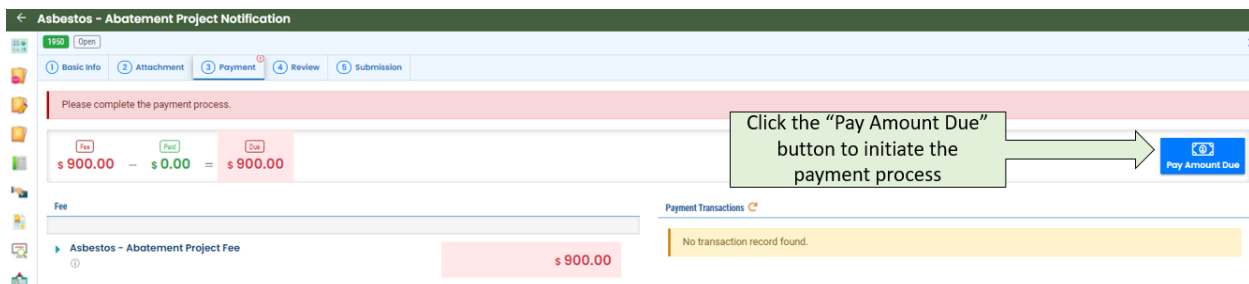 Asbestos - Abatement Project Notification
1950 Open
1 Basic Info 2 Attachment 3 Payment 4 Review 5 Submission
Please complete the payment process.
Fee Paid Due
$ 900.00 − $ 0.00 = $ 900.00
Click the “Pay Amount Due”
button to initiate the
payment process
Pay Amount Due
Fee
Asbestos - Abatement Project Fee
$ 900.00
Payment Transactions
No transaction record found.